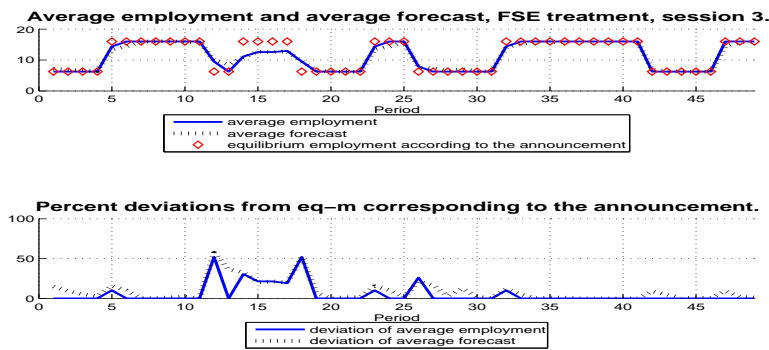 Average employment and average forecast, FSE treatment, session 3.
20
10
0
0 5 10 15 20 25 30 35 40 45
Period
average employment
average forecast
equilibrium employment according to the announcement
Percent deviations from eq-m corresponding to the announcement.
100
50
0
0 5 10 15 20 25 30 35 40 45
Period
deviation of average employment
deviation of average forecast